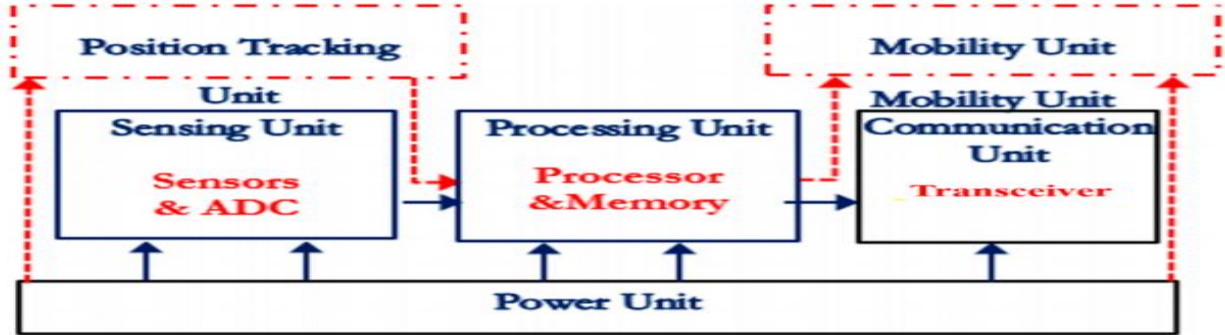 Position Tracking
Unit
Mobility Unit
Mobility Unit
Sensing Unit
Sensors
& ADC
Processing Unit
Processor
&Memory
Communication
Unit
Transceiver
Power Unit